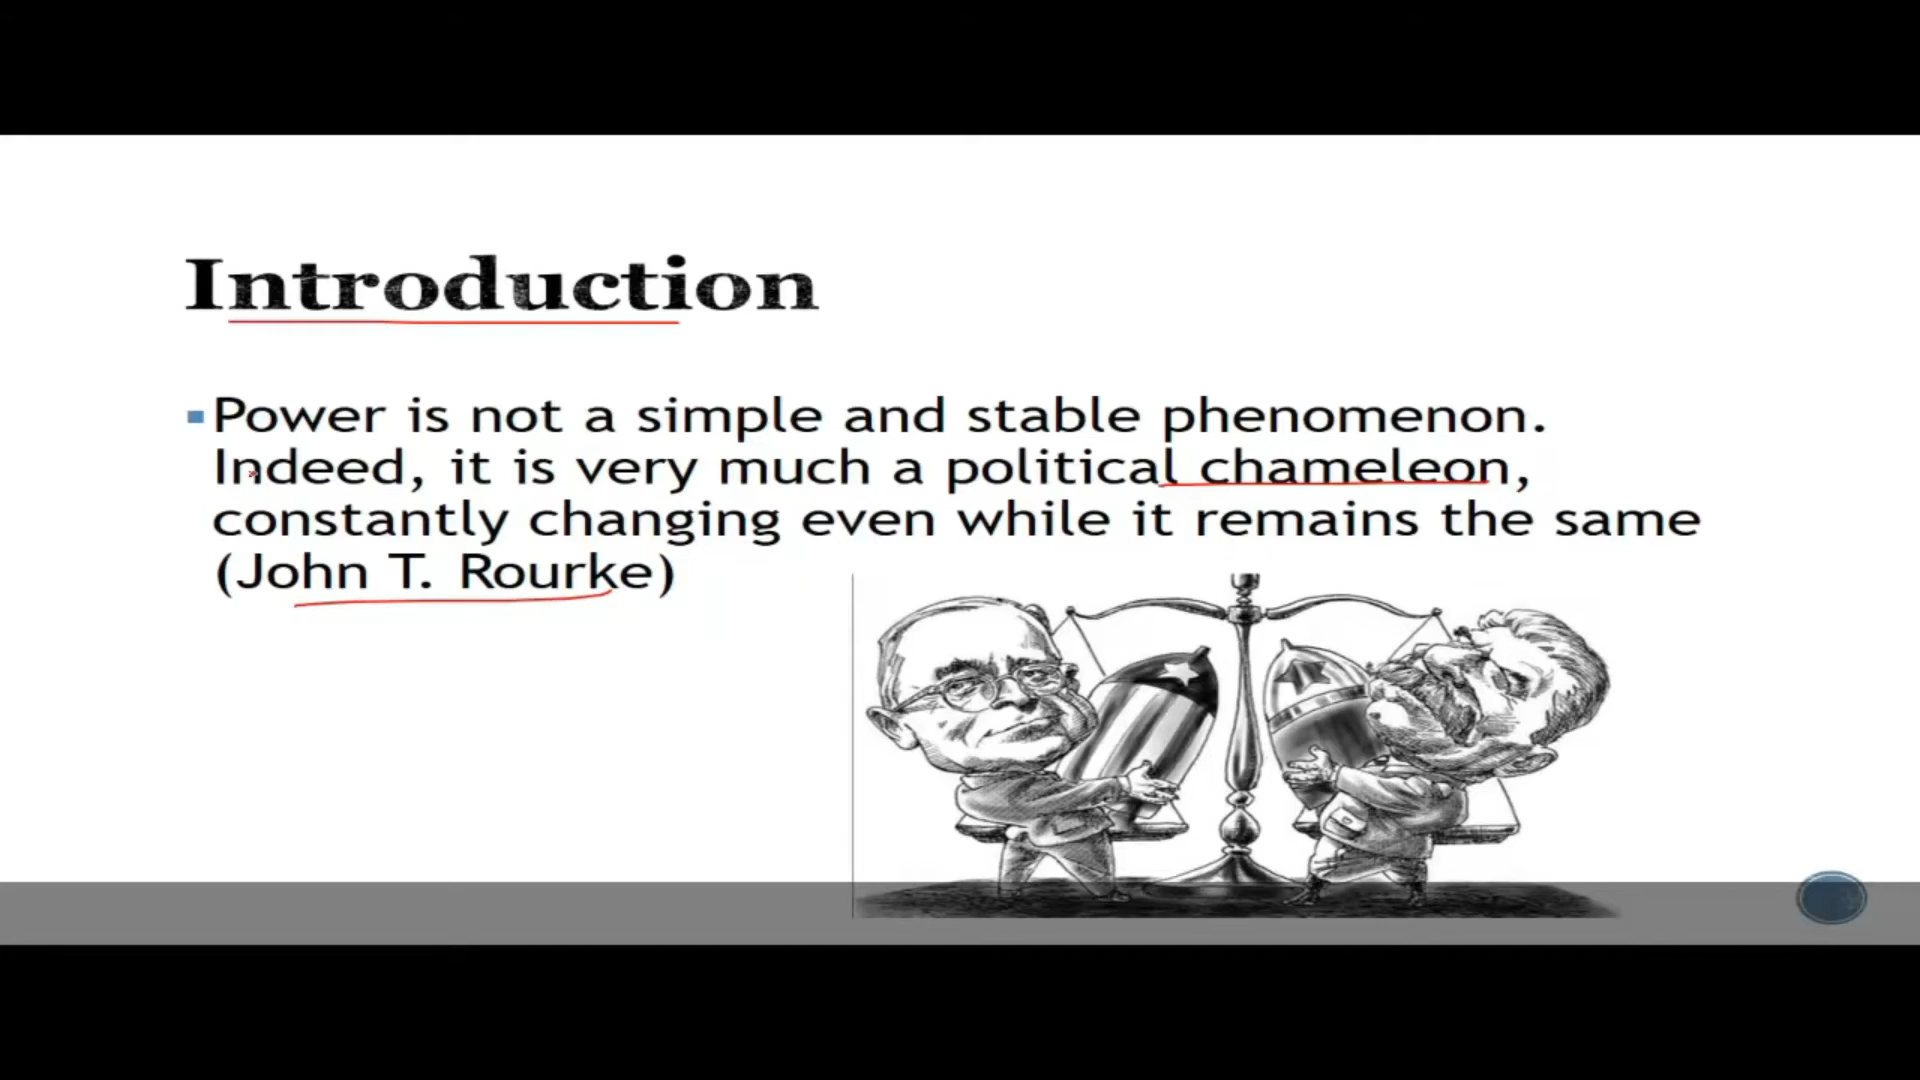 Introduction
Power is not a simple and stable phenomenon.
Indeed, it is very much a political chameleon,
constantly changing even while it remains the same
(John T. Rourke)